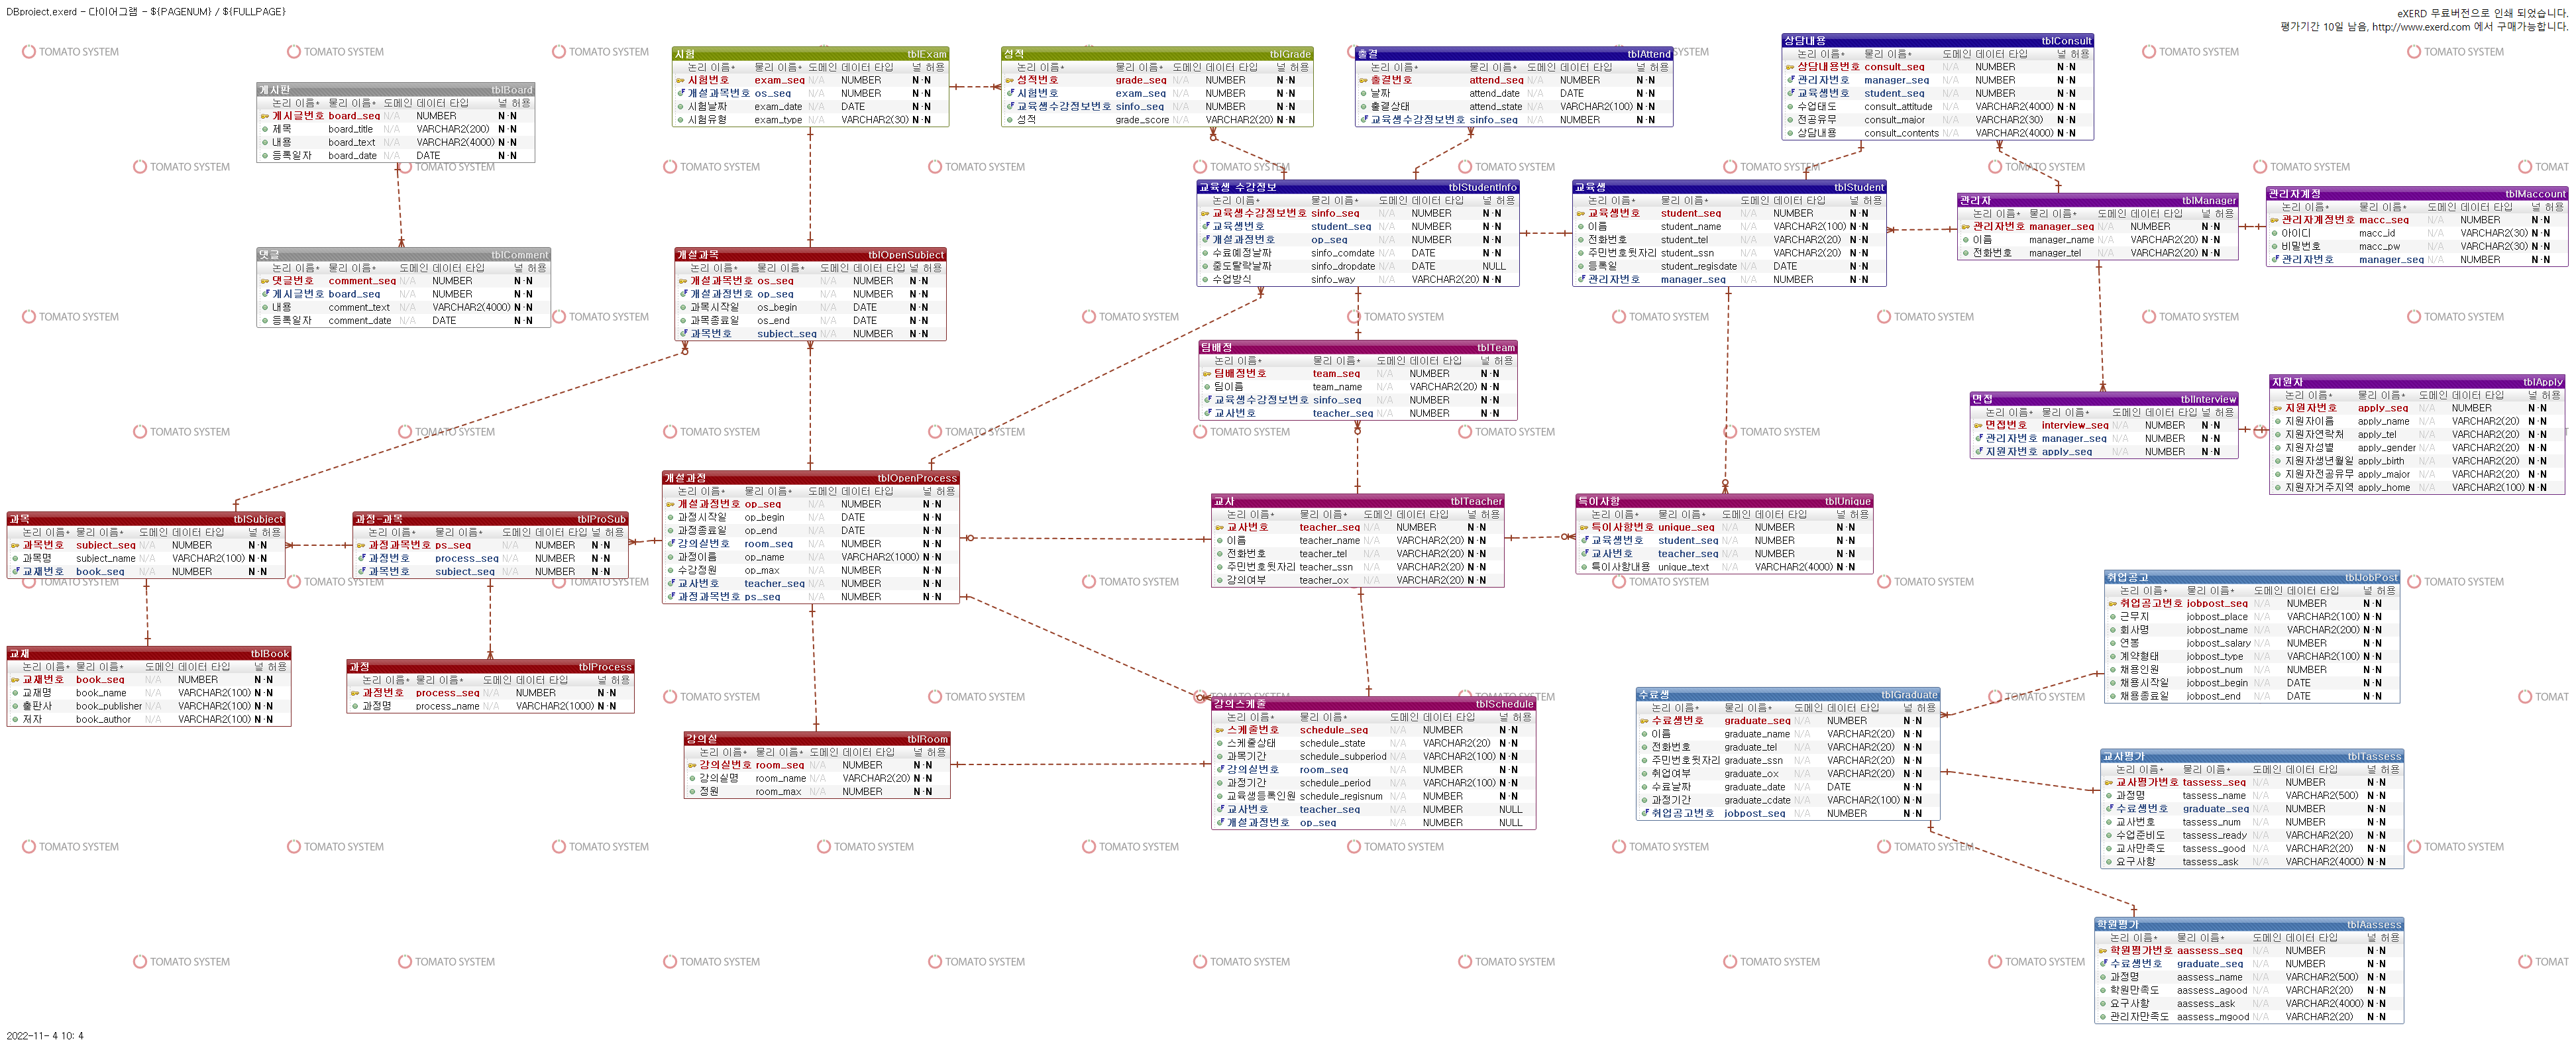 DBproject.exerd - 다이어그램 - ${PAGENUM} / ${FULLPAGE}
eXERD 무료버전으로 인쇄 되었습니다.
평가기간 10일 남음, http://www.exerd.com 에서 구매가능합니다.
TOMATO SYSTEM
게시판 tblBoard
논리 이름* 물리 이름* 도메인 데이터 타입 널 허용
게시글번호 board_seq N/A NUMBER N-N
제목 board_title N/A VARCHAR2(200) N-N
내용 board_text N/A VARCHAR2(4000) N-N
등록일자 board_date N/A DATE N-N
댓글 tblComment
논리 이름* 물리 이름* 도메인 데이터 타입 널 허용
댓글번호 comment_seq N/A NUMBER N-N
게시글번호 board_seq N/A NUMBER N-N
내용 comment_text N/A VARCHAR2(4000) N-N
등록일자 comment_date N/A DATE N-N
시험 tblExam
논리 이름* 물리 이름* 도메인 데이터 타입 널 허용
시험번호 exam_seq N/A NUMBER N-N
개설과목번호 os_seq N/A NUMBER N-N
시험날짜 exam_date N/A DATE N-N
시험유형 exam_type N/A VARCHAR2(30) N-N
성적 tblGrade
논리 이름* 물리 이름* 도메인 데이터 타입 널 허용
성적번호 grade_seq N/A NUMBER N-N
시험번호 exam_seq N/A NUMBER N-N
교육생수강정보번호 sinfo_seq N/A NUMBER N-N
성적 grade_score N/A VARCHAR2(20) N-N
출결 tblAttend
논리 이름* 물리 이름* 도메인 데이터 타입 널 허용
출결번호 attend_seq N/A NUMBER N-N
날짜 attend_date N/A DATE N-N
출결상태 attend_state N/A VARCHAR2(100) N-N
교육생수강정보번호 sinfo_seq N/A NUMBER N-N
상담내용 tblConsult
논리 이름* 물리 이름* 도메인 데이터 타입 널 허용
상담내용번호 consult_seq N/A NUMBER N-N
관리자번호 manager_seq N/A NUMBER N-N
교육생번호 student_seq N/A NUMBER N-N
수업태도 consult_attitude N/A VARCHAR2(4000) N-N
전공유무 consult_major N/A VARCHAR2(30) N-N
상담내용 consult_contents N/A VARCHAR2(4000) N-N
교육생 수강정보 tblStudentInfo
논리 이름* 물리 이름* 도메인 데이터 타입 널 허용
교육생수강정보번호 sinfo_seq N/A NUMBER N-N
교육생번호 student_seq N/A NUMBER N-N
개설과정번호 op_seq N/A NUMBER N-N
수료예정날짜 sinfo_comdate N/A DATE N-N
중도탈락날짜 sinfo_dropdate N/A DATE NULL
수업방식 sinfo_way N/A VARCHAR2(20) N-N
교육생 tblStudent
논리 이름* 물리 이름* 도메인 데이터 타입 널 허용
교육생번호 student_seq N/A NUMBER N-N
이름 student_name N/A VARCHAR2(100) N-N
전화번호 student_tel N/A VARCHAR2(20) N-N
주민번호뒷자리 student_ssn N/A VARCHAR2(20) N-N
등록일 student_regisdate N/A DATE N-N
관리자번호 manager_seq N/A NUMBER N-N
관리자 tblManager
논리 이름* 물리 이름* 도메인 데이터 타입 널 허용
관리자번호 manager_seq N/A NUMBER N-N
이름 manager_name N/A VARCHAR2(20) N-N
전화번호 manager_tel N/A VARCHAR2(20) N-N
관리자계정 tblMaccount
논리 이름* 물리 이름* 도메인 데이터 타입 널 허용
관리자계정번호 macc_seq N/A NUMBER N-N
아이디 macc_id N/A VARCHAR2(30) N-N
비밀번호 macc_pw N/A VARCHAR2(30) N-N
관리자번호 manager_seq N/A NUMBER N-N
개설과목 tblOpenSubject
논리 이름* 물리 이름* 도메인 데이터 타입 널 허용
개설과목번호 os_seq N/A NUMBER N-N
개설과정번호 op_seq N/A NUMBER N-N
과목시작일 os_begin N/A DATE N-N
과목종료일 os_end N/A DATE N-N
과목번호 subject_seq N/A NUMBER N-N
팀배정 tblTeam
논리 이름* 물리 이름* 도메인 데이터 타입 널 허용
팀배정번호 team_seq N/A NUMBER N-N
팀이름 team_name N/A VARCHAR2(20) N-N
교육생수강정보번호 sinfo_seq N/A NUMBER N-N
교사번호 teacher_seq N/A NUMBER N-N
면접 tblInterview
논리 이름* 물리 이름* 도메인 데이터 타입 널 허용
면접번호 interview_seq N/A NUMBER N-N
관리자번호 manager_seq N/A NUMBER N-N
지원자번호 apply_seq N/A NUMBER N-N
지원자 tblApply
논리 이름* 물리 이름* 도메인 데이터 타입 널 허용
지원자번호 apply_seq N/A NUMBER N-N
지원자이름 apply_name N/A VARCHAR2(20) N-N
지원자연락처 apply_tel N/A VARCHAR2(20) N-N
지원자성별 apply_gender N/A VARCHAR2(20) N-N
지원자생년월일 apply_birth N/A VARCHAR2(20) N-N
지원자전공유무 apply_major N/A VARCHAR2(20) N-N
지원자거주지역 apply_home N/A VARCHAR2(100) N-N
과목 tblSubject
논리 이름* 물리 이름* 도메인 데이터 타입 널 허용
과목번호 subject_seq N/A NUMBER N-N
과목명 subject_name N/A VARCHAR2(100) N-N
교재번호 book_seq N/A NUMBER N-N
과정-과목 tblProSub
논리 이름* 물리 이름* 도메인 데이터 타입 널 허용
과정과목번호 ps_seq N/A NUMBER N-N
과정번호 process_seq N/A NUMBER N-N
과목번호 subject_seq N/A NUMBER N-N
개설과정 tblOpenProcess
논리 이름* 물리 이름* 도메인 데이터 타입 널 허용
개설과정번호 op_seq N/A NUMBER N-N
과정시작일 op_begin N/A DATE N-N
과정종료일 op_end N/A DATE N-N
강의실번호 room_seq N/A NUMBER N-N
과정이름 op_name N/A VARCHAR2(1000) N-N
수강정원 op_max N/A NUMBER N-N
교사번호 teacher_seq N/A NUMBER N-N
과정과목번호 ps_seq N/A NUMBER N-N
교사 tblTeacher
논리 이름* 물리 이름* 도메인 데이터 타입 널 허용
교사번호 teacher_seq N/A NUMBER N-N
이름 teacher_name N/A VARCHAR2(20) N-N
전화번호 teacher_tel N/A VARCHAR2(20) N-N
주민번호뒷자리 teacher_ssn N/A VARCHAR2(20) N-N
강의여부 teacher_ox N/A VARCHAR2(20) N-N
특이사항 tblUnique
논리 이름* 물리 이름* 도메인 데이터 타입 널 허용
특이사항번호 unique_seq N/A NUMBER N-N
교육생번호 student_seq N/A NUMBER N-N
교사번호 teacher_seq N/A NUMBER N-N
특이사항내용 unique_text N/A VARCHAR2(4000) N-N
교재 tblBook
논리 이름* 물리 이름* 도메인 데이터 타입 널 허용
교재번호 book_seq N/A NUMBER N-N
교재명 book_name N/A VARCHAR2(100) N-N
출판사 book_publisher N/A VARCHAR2(100) N-N
저자 book_author N/A VARCHAR2(100) N-N
과정 tblProcess
논리 이름* 물리 이름* 도메인 데이터 타입 널 허용
과정번호 process_seq N/A NUMBER N-N
과정명 process_name N/A VARCHAR2(1000) N-N
강의실 tblRoom
논리 이름* 물리 이름* 도메인 데이터 타입 널 허용
강의실번호 room_seq N/A NUMBER N-N
강의실명 room_name N/A VARCHAR2(20) N-N
정원 room_max N/A NUMBER N-N
강의스케줄 tblSchedule
논리 이름* 물리 이름* 도메인 데이터 타입 널 허용
스케줄번호 schedule_seq N/A NUMBER N-N
스케줄상태 schedule_state N/A VARCHAR2(20) N-N
과목기간 schedule_subperiod N/A VARCHAR2(100) N-N
강의실번호 room_seq N/A NUMBER N-N
과정기간 schedule_period N/A VARCHAR2(100) N-N
교육생등록인원 schedule_regisnum N/A NUMBER N-N
교사번호 teacher_seq N/A NUMBER NULL
개설과정번호 op_seq N/A NUMBER NULL
취업공고 tblJobPost
논리 이름* 물리 이름* 도메인 데이터 타입 널 허용
취업공고번호 jobpost_seq N/A NUMBER N-N
근무지 jobpost_place N/A VARCHAR2(100) N-N
회사명 jobpost_name N/A VARCHAR2(200) N-N
연봉 jobpost_salary N/A NUMBER N-N
계약형태 jobpost_type N/A VARCHAR2(100) N-N
채용인원 jobpost_num N/A NUMBER N-N
채용시작일 jobpost_begin N/A DATE N-N
채용종료일 jobpost_end N/A DATE N-N
수료생 tblGraduate
논리 이름* 물리 이름* 도메인 데이터 타입 널 허용
수료생번호 graduate_seq N/A NUMBER N-N
이름 graduate_name N/A VARCHAR2(20) N-N
전화번호 graduate_tel N/A VARCHAR2(20) N-N
주민번호뒷자리 graduate_ssn N/A VARCHAR2(20) N-N
취업여부 graduate_ox N/A VARCHAR2(20) N-N
수료날짜 graduate_date N/A DATE N-N
과정기간 graduate_cdate N/A VARCHAR2(100) N-N
취업공고번호 jobpost_seq N/A NUMBER N-N
교사평가 tblTassess
논리 이름* 물리 이름* 도메인 데이터 타입 널 허용
교사평가번호 tassess_seq N/A NUMBER N-N
과정명 tassess_name N/A VARCHAR2(500) N-N
수료생번호 graduate_seq N/A NUMBER N-N
교사번호 tassess_num N/A NUMBER N-N
수업준비도 tassess_ready N/A VARCHAR2(20) N-N
교사만족도 tassess_good N/A VARCHAR2(20) N-N
요구사항 tassess_ask N/A VARCHAR2(4000) N-N
학원평가 tblAassess
논리 이름* 물리 이름* 도메인 데이터 타입 널 허용
학원평가번호 aassess_seq N/A NUMBER N-N
수료생번호 graduate_seq N/A NUMBER N-N
과정명 aassess_name N/A VARCHAR2(500) N-N
학원만족도 aassess_agood N/A VARCHAR2(20) N-N
요구사항 aassess_ask N/A VARCHAR2(4000) N-N
관리자만족도 aassess_mgood N/A VARCHAR2(20) N-N
2022-11- 4 10: 4